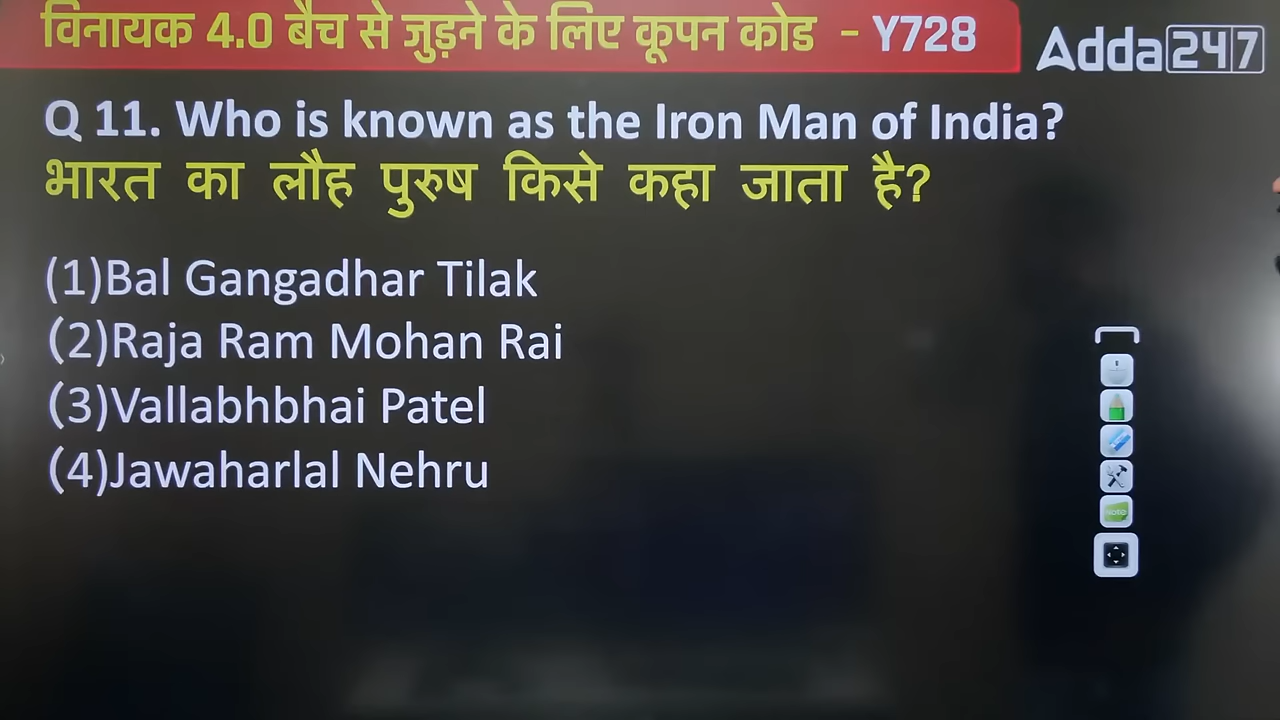 विनायक 4.0 बैच से जुड़ने के लिए कूपन कोड - Y728
Adda247
Q 11. Who is known as the Iron Man of India?
भारत का लौह पुरुष किसे कहा जाता है?
(1)Bal Gangadhar Tilak
(2)Raja Ram Mohan Rai
(3)Vallabhbhai Patel
(4)Jawaharlal Nehru